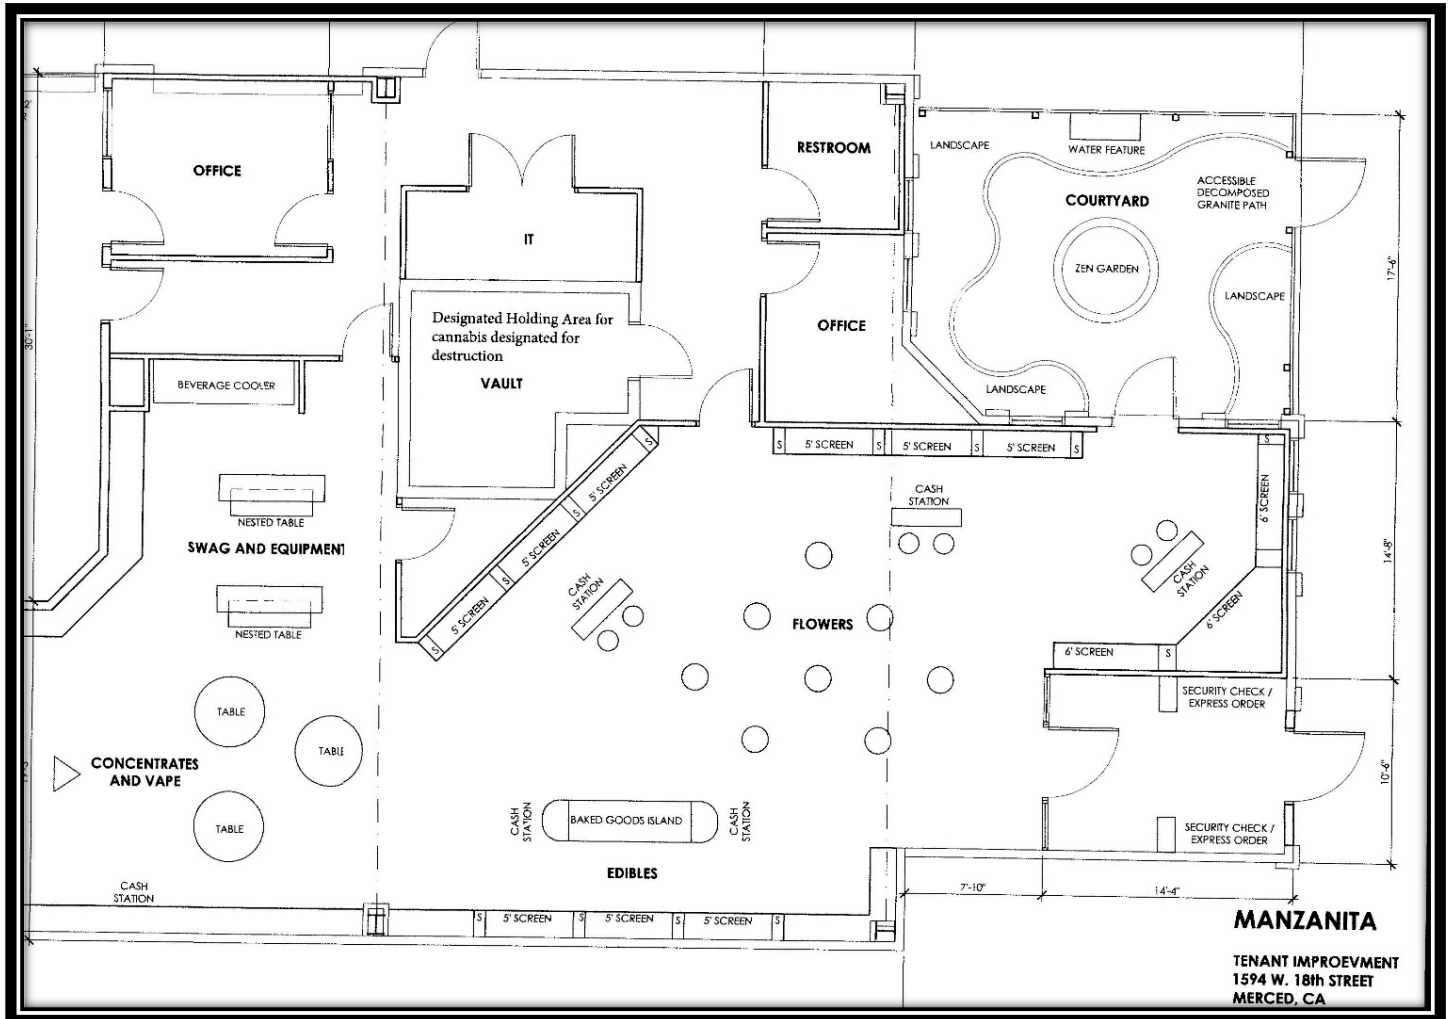 OFFICE
RESTROOM
LANDSCAPE
WATER FEATURE
ACCESSIBLE
DECOMPOSED
GRANITE PATH
COURTYARD
IT
ZEN GARDEN
17'-6"
LANDSCAPE
30'-1"
Designated Holding Area for
cannabis designated for
destruction
VAULT
OFFICE
BEVERAGE COOLER
LANDSCAPE
S
5' SCREEN
S
5' SCREEN
S
5' SCREEN
S
S
5' SCREEN
S
5' SCREEN
S
5' SCREEN
S
S
6' SCREEN
6' SCREEN
6' SCREEN
S
CASH
STATION
CASH
STATION
CASH
STATION
14'-8"
NESTED TABLE
SWAG AND EQUIPMENT
NESTED TABLE
FLOWERS
SECURITY CHECK /
EXPRESS ORDER
TABLE
TABLE
TABLE
CONCENTRATES
AND VAPE
10'-6"
CASH
STATION
BAKED GOODS ISLAND
CASH
STATION
SECURITY CHECK /
EXPRESS ORDER
EDIBLES
CASH
STATION
7'-10"
14'-4"
S
5' SCREEN
S
5' SCREEN
S
5' SCREEN
S
MANZANITA
TENANT IMPROEVMENT
1594 W. 18th STREET
MERCED, CA